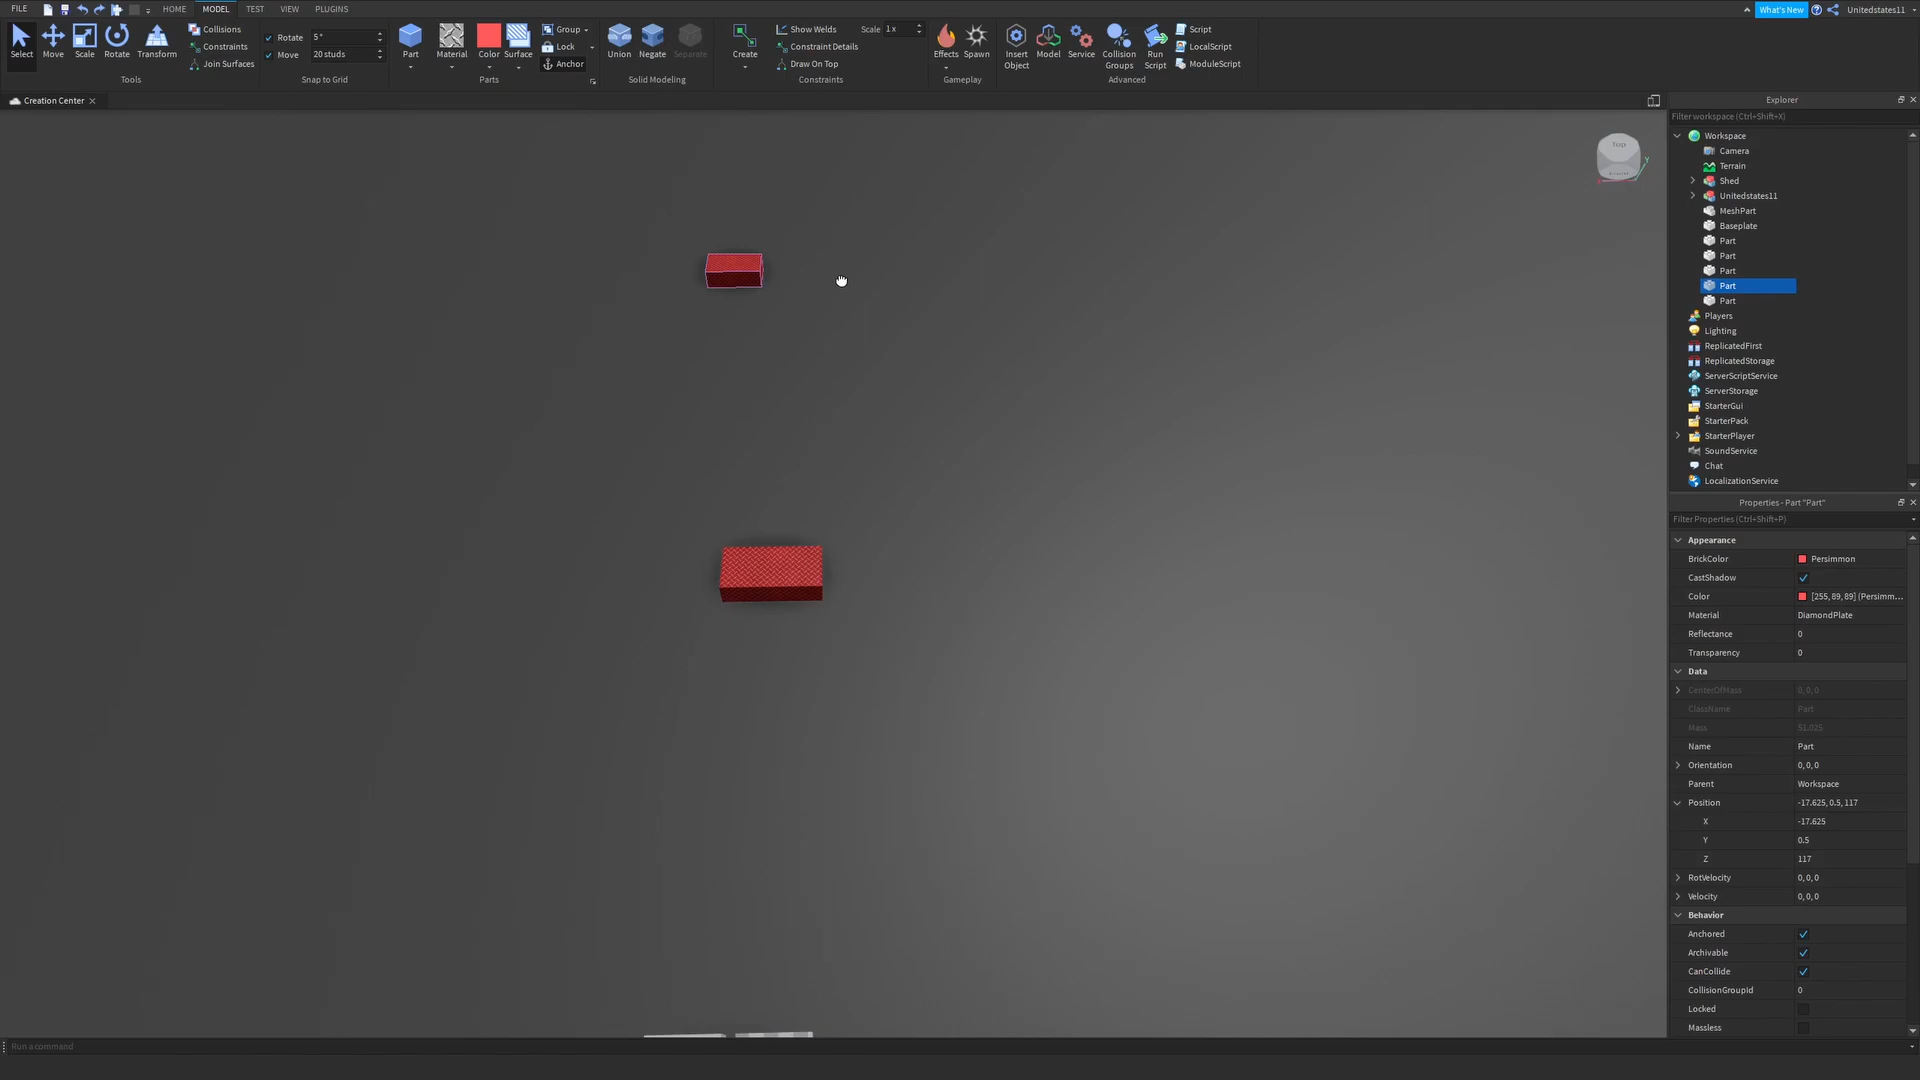 FILE HOME MODEL TEST VIEW PLUGINS What's New Unitedstates11
Select Move Scale Rotate Transform
Collisions
Constraints
Join Surfaces
Tools
Rotate 5°
Move 20 studs
Snap to Grid
Part Material Color Surface
Group
Lock
Anchor
Parts
Union Negate Separate
Solid Modeling
Create
Show Welds Scale 1x
Constraint Details
Draw On Top
Constraints
Effects Spawn
Gameplay
Insert Object
Model
Service
Collision Groups
Run Script
Script
LocalScript
ModuleScript
Advanced
Creation Center
Top
Y
Explorer
Filter workspace (Ctrl+Shift+X)
Workspace
Camera
Terrain
Shed
Unitedstates11
MeshPart
Baseplate
Part
Part
Part
Part
Part
Players
Lighting
ReplicatedFirst
ReplicatedStorage
ServerScriptService
ServerStorage
StarterGui
StarterPack
StarterPlayer
SoundService
Chat
LocalizationService
Properties - Part "Part"
Filter Properties (Ctrl+Shift+P)
Appearance
BrickColor Persimmon
CastShadow
Color [255, 89, 89] (Persimm...
Material DiamondPlate
Reflectance 0
Transparency 0
Data
CenterOfMass 0, 0, 0
ClassName Part
Mass 51.025
Name Part
Orientation 0, 0, 0
Parent Workspace
Position -17.625, 0.5, 117
X -17.625
Y 0.5
Z 117
RotVelocity 0, 0, 0
Velocity 0, 0, 0
Behavior
Anchored
Archivable
CanCollide
CollisionGroupId 0
Locked
Massless
Run a command